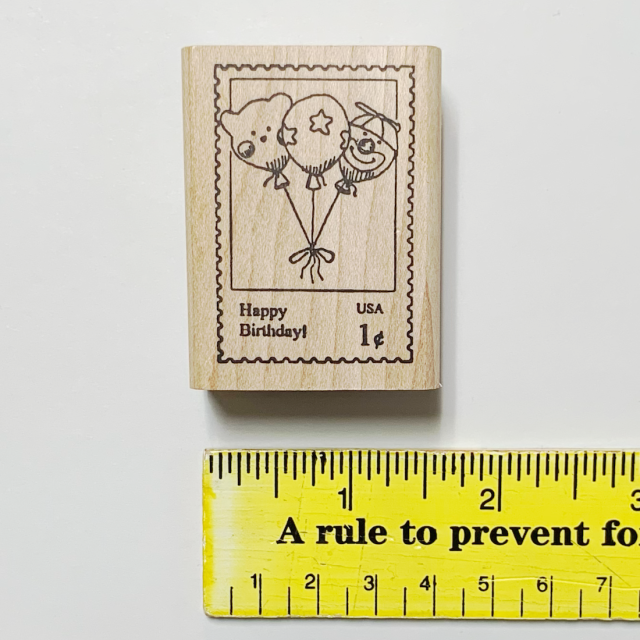 Happy
Birthday!
USA
1¢
1 2 3
A rule to prevent fo
1 2 3 4 5 6 7